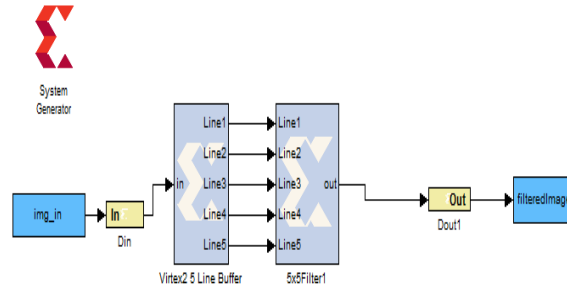 System
Generator
Line1 Line1
Line2 Line2
in Line3 Line3 out
Line4 Line4
Line5 Line5
img_in In Out filteredImage
Din Dout1
Virtex2 5 Line Buffer 5x5Filter1